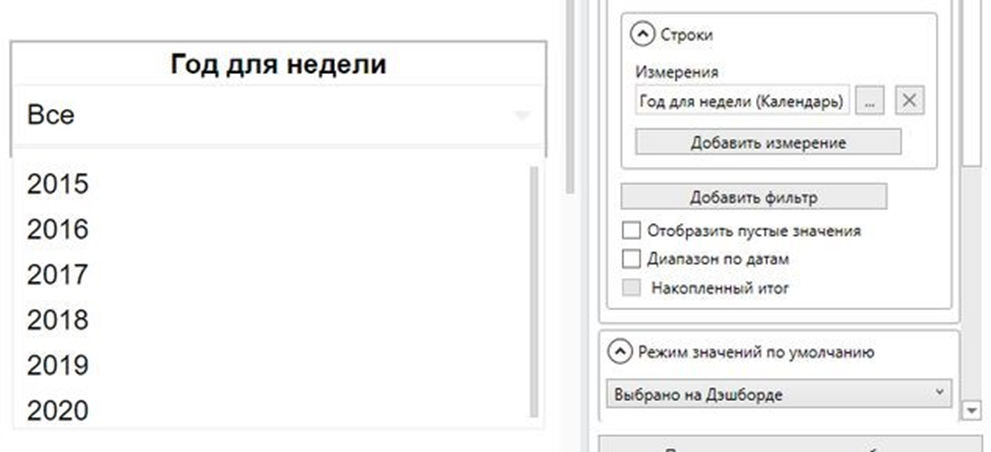 Год для недели
Все
2015
2016
2017
2018
2019
2020
Строки
Измерения
Год для недели (Календарь)
...
Добавить измерение
Добавить фильтр
Отобразить пустые значения
Диапазон по датам
Накопленный итог
Режим значений по умолчанию
Выбрано на Дэшборде